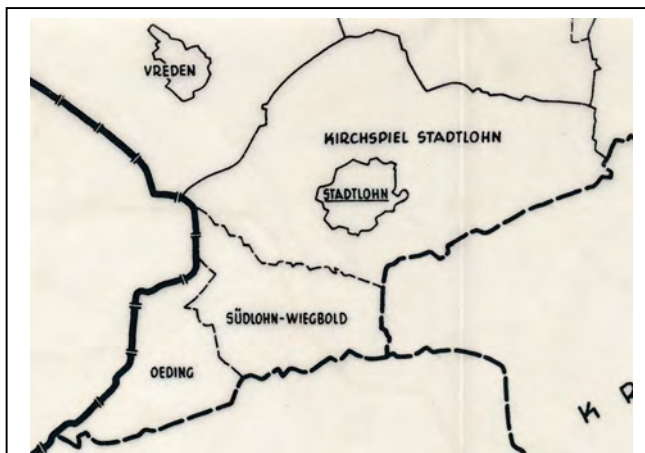 VREDEN
KIRCHSPIEL STADTLOHN
STADTLOHN
SÜDLOHN-WIEGBOLD
OEDING
K R